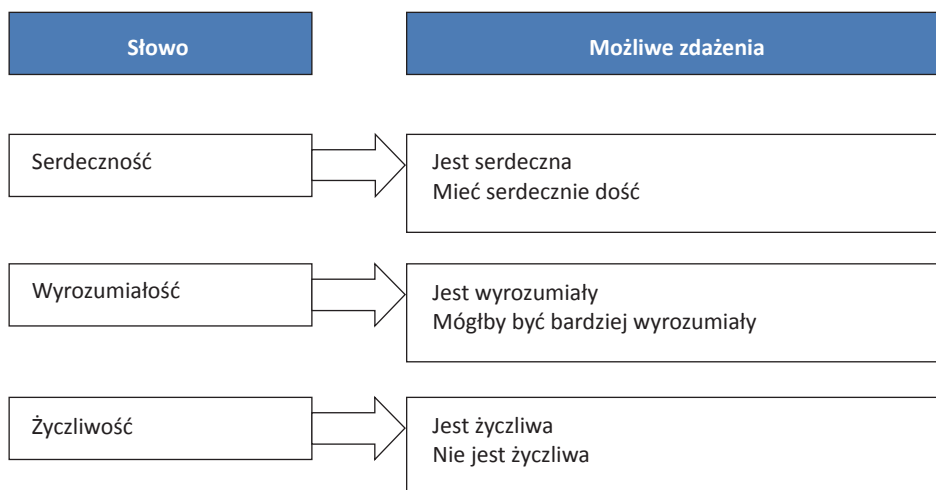 Słowo
Możliwe zdażenia
Serdeczność
Jest serdeczna
Mieć serdecznie dość
Wyrozumiałość
Jest wyrozumiały
Mógłby być bardziej wyrozumiały
Życzliwość
Jest życzliwa
Nie jest życzliwa